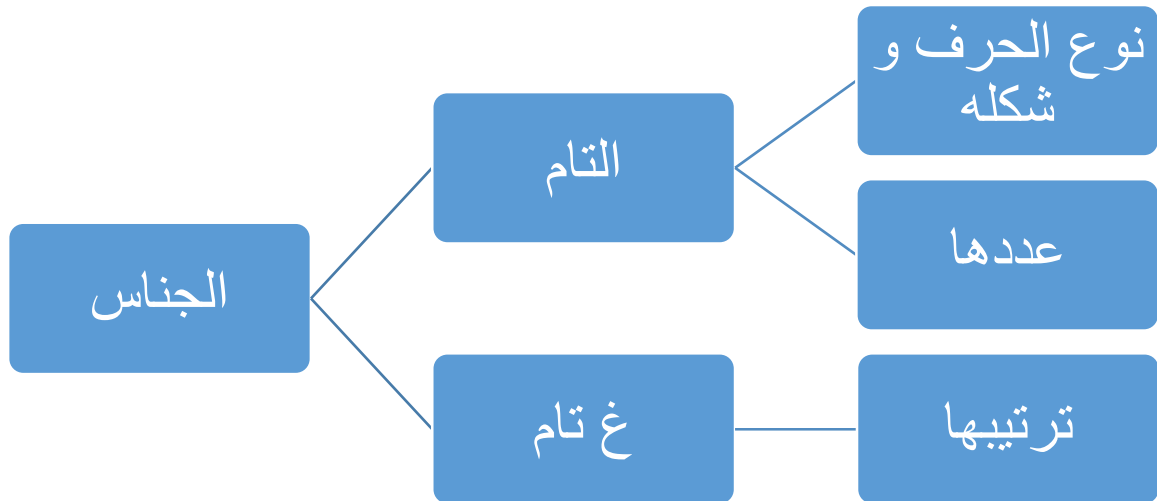 الجناس
التام
نوع الحرف و
شكله
عددها
غ تام
ترتيبها